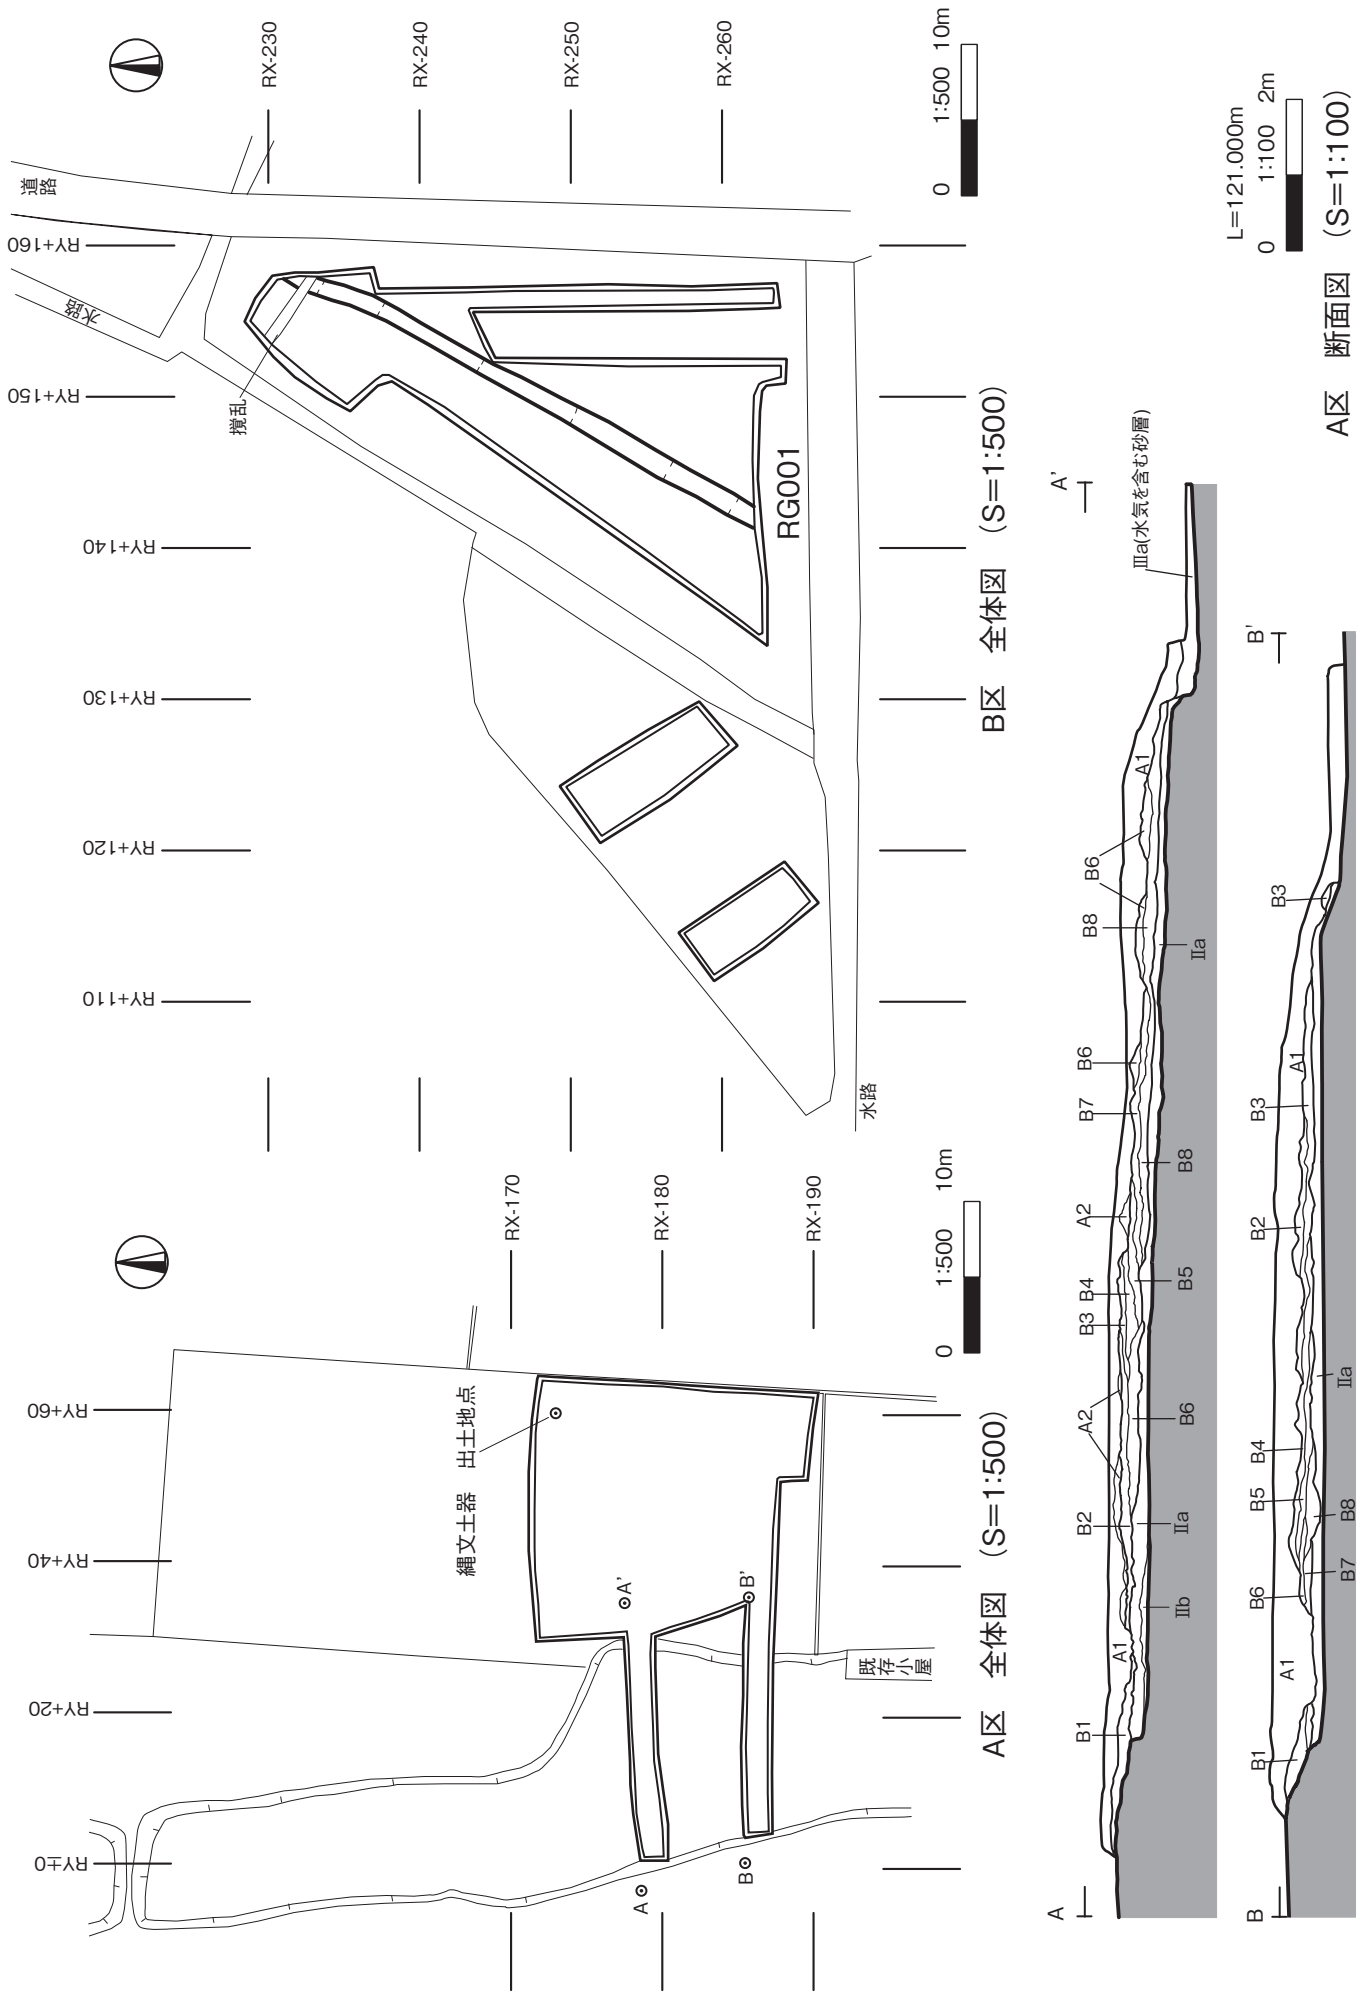 RX-230
RX-240
RX-250
RX-260
道路
水路
RY+160
RY+150
RY+140
RY+130
RY+120
RY+110
撹乱
RG001
水路
B区　全体図　(S=1:500)
0　1:500　10m
RX-170
RX-180
RX-190
RY+60
RY+40
RY+20
RY±0
縄文土器　出土地点
A'
B'
A
B
既存小屋
A区　全体図　(S=1:500)
0　1:500　10m
A
A'
Ⅲa(水気を含む砂層)
B1
A1
B2
A2
B3
B4
A2
B7
B6
B8
B6
A1
Ⅱb
Ⅱa
B6
B5
B8
Ⅱa
B
B'
B1
A1
B6
B5
B4
B2
B3
A1
B3
B7
B8
Ⅱa
L=121.000m
0　1:100　2m
A区　断面図　(S=1:100)